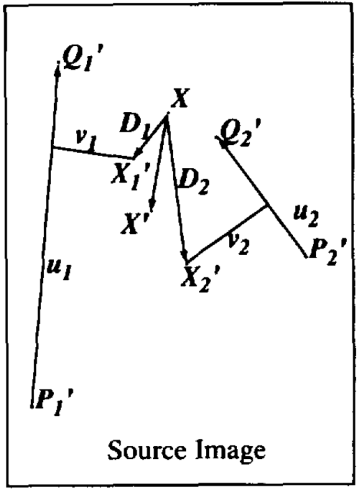 Q1'
X
D1
Q2'
v1
X1'
D2
X'
u2
v2
u1
P2'
X2'
P1'
Source Image